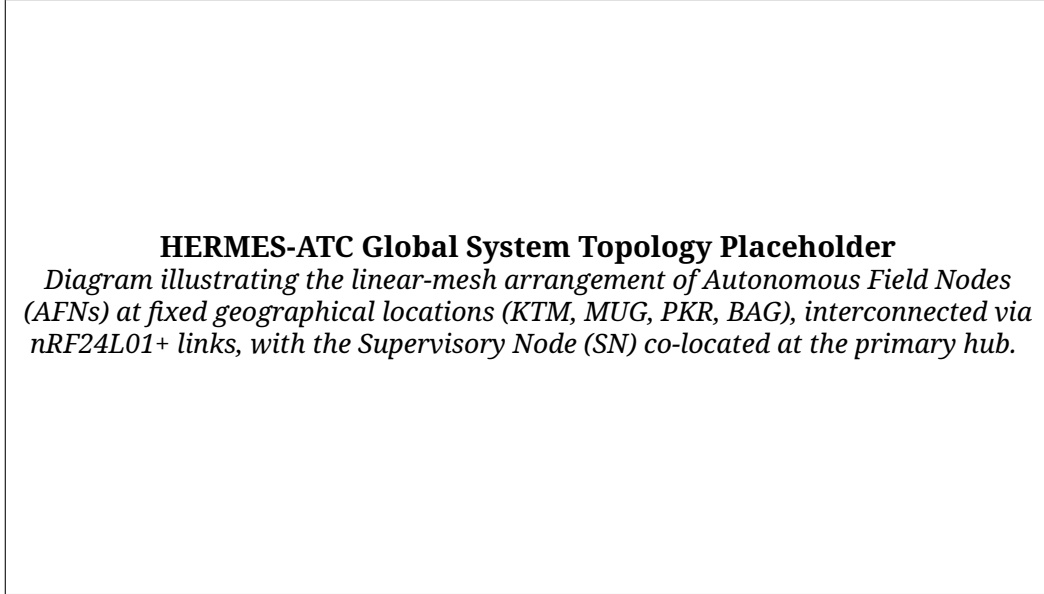 HERMES-ATC Global System Topology Placeholder
Diagram illustrating the linear-mesh arrangement of Autonomous Field Nodes
(AFNs) at fixed geographical locations (KTM, MUG, PKR, BAG), interconnected via
nRF24L01+ links, with the Supervisory Node (SN) co-located at the primary hub.